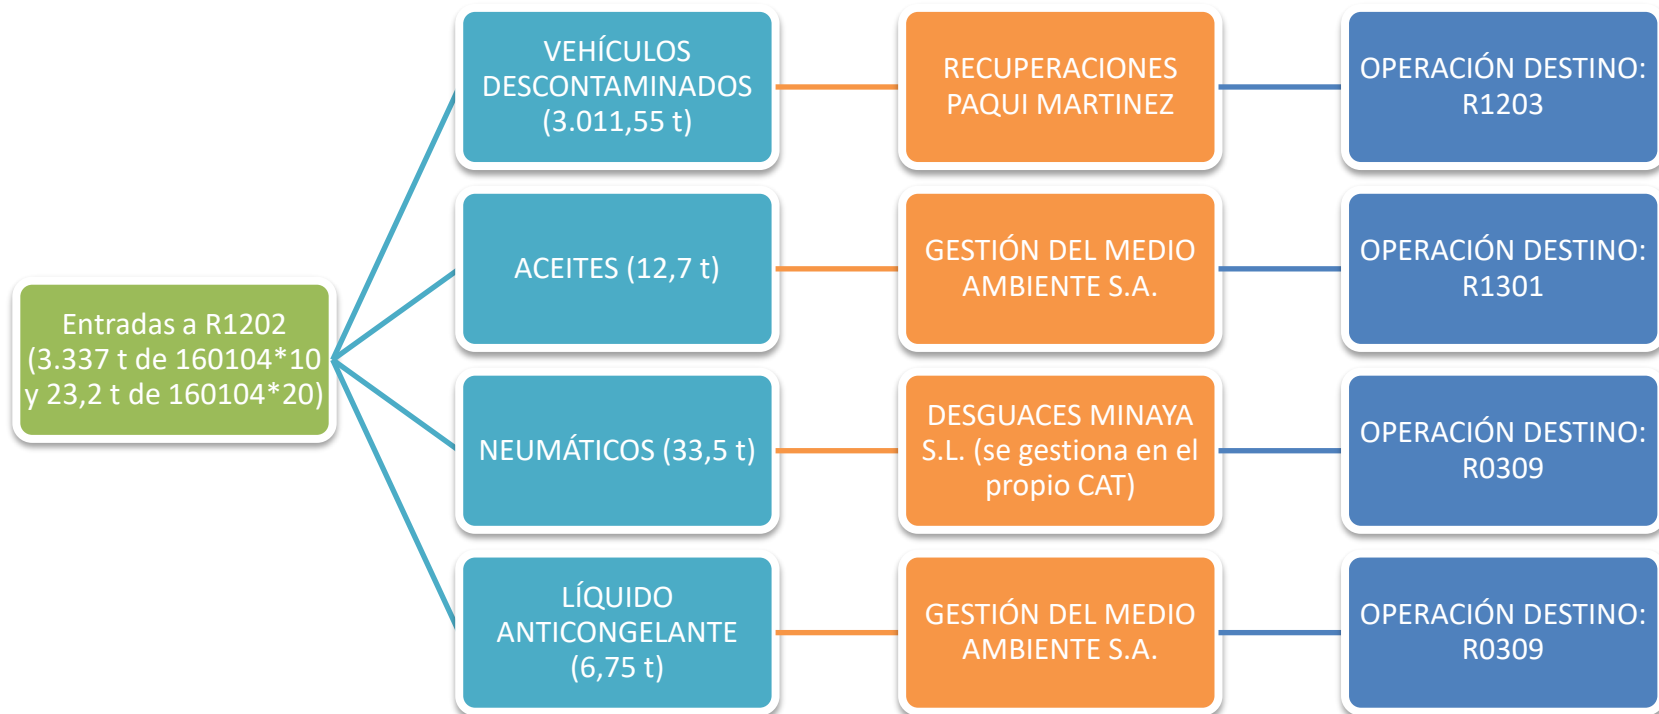 Entradas a R1202
(3.337 t de 160104*10
y 23,2 t de 160104*20)
VEHÍCULOS
DESCONTAMINADOS
(3.011,55 t)
RECUPERACIONES
PAQUI MARTINEZ
OPERACIÓN DESTINO:
R1203
ACEITES (12,7 t)
GESTIÓN DEL MEDIO
AMBIENTE S.A.
OPERACIÓN DESTINO:
R1301
NEUMÁTICOS (33,5 t)
DESGUACES MINAYA
S.L. (se gestiona en el
propio CAT)
OPERACIÓN DESTINO:
R0309
LÍQUIDO
ANTICONGELANTE
(6,75 t)
GESTIÓN DEL MEDIO
AMBIENTE S.A.
OPERACIÓN DESTINO:
R0309